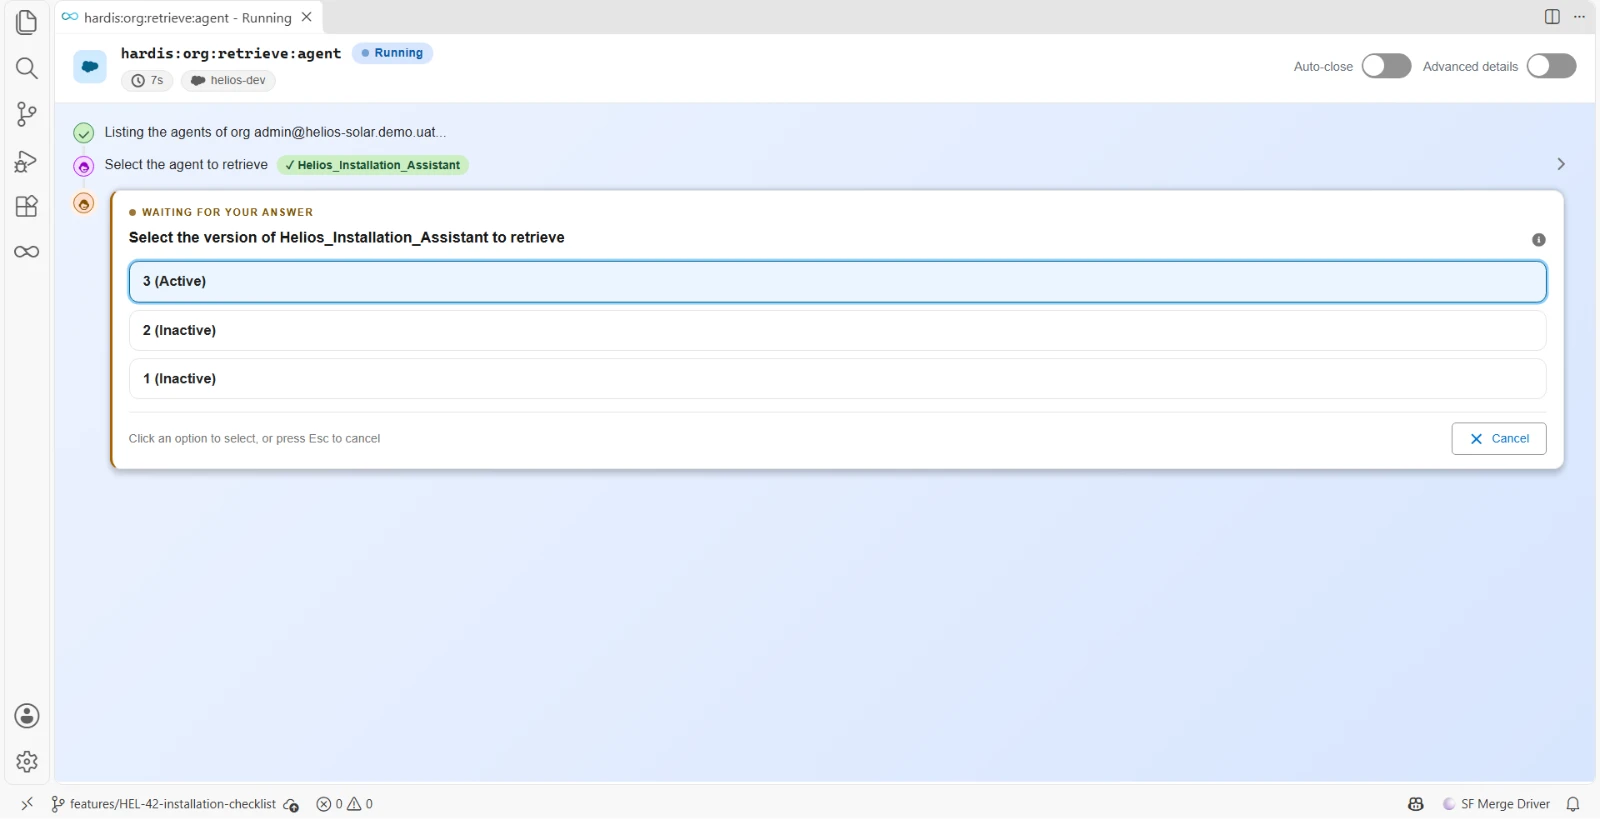 hardis:org:retrieve:agent - Running
hardis:org:retrieve:agent
Running
7s
helios-dev
Auto-close
Advanced details
Listing the agents of org admin@helios-solar.demo.uat...
Select the agent to retrieve
✓ Helios_Installation_Assistant
WAITING FOR YOUR ANSWER
Select the version of Helios_Installation_Assistant to retrieve
3 (Active)
2 (Inactive)
1 (Inactive)
Click an option to select, or press Esc to cancel
Cancel
features/HEL-42-installation-checklist
0
0
SF Merge Driver